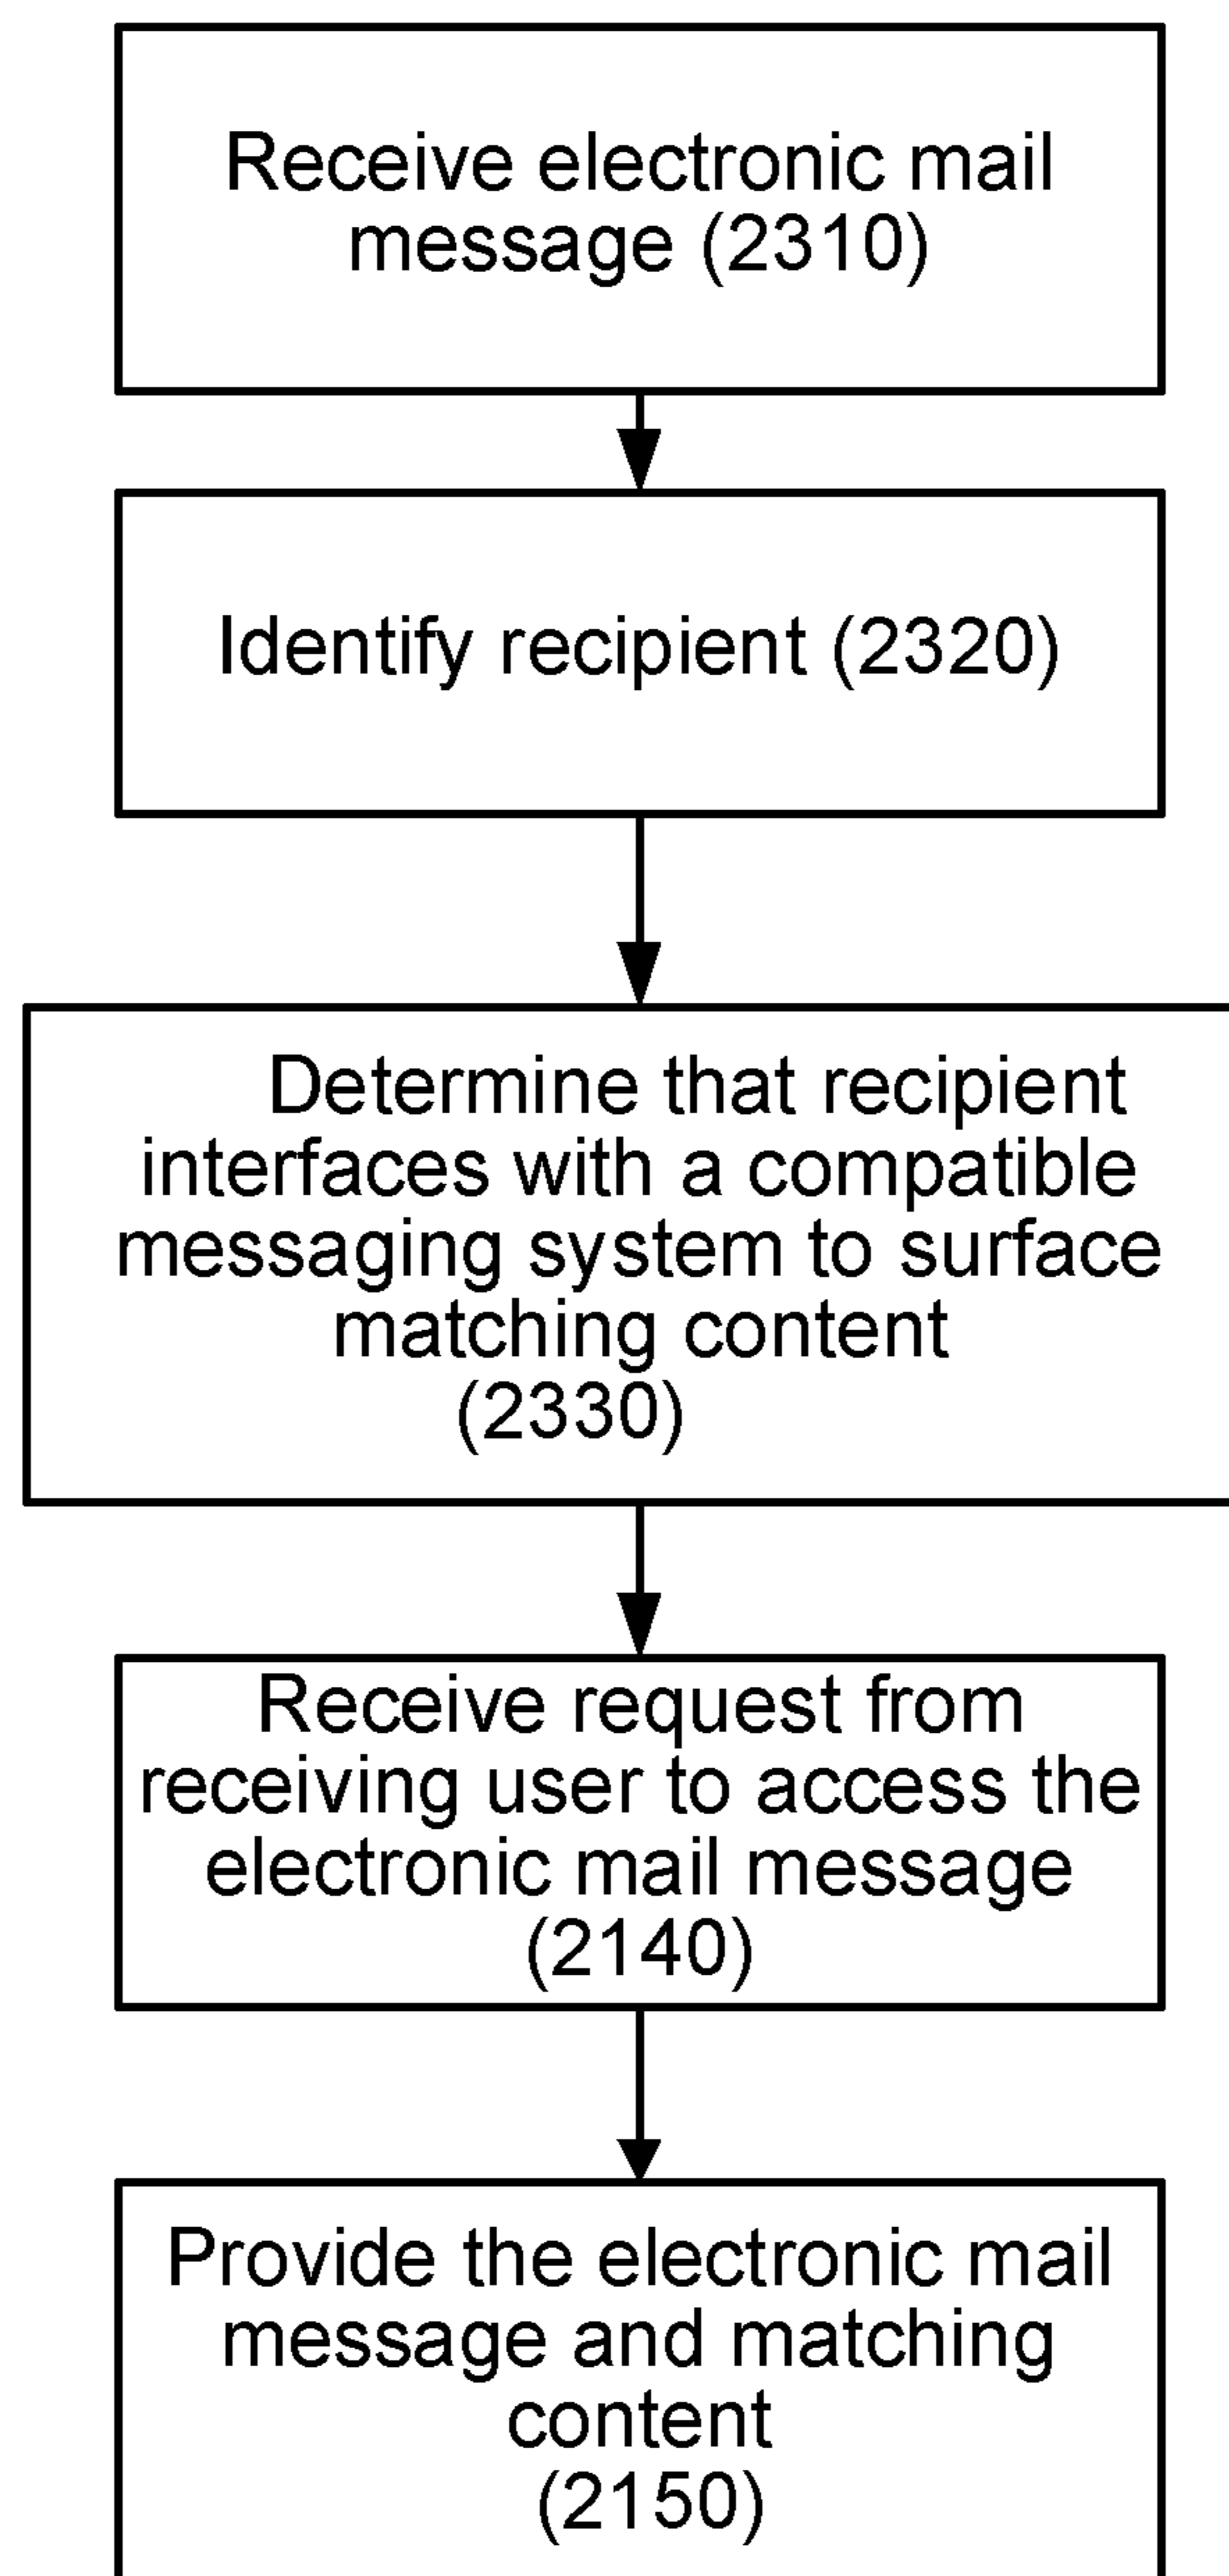 Receive electronic mail
message (2310)
Identify recipient (2320)
Determine that recipient
interfaces with a compatible
messaging system to surface
matching content
(2330)
Receive request from
receiving user to access the
electronic mail message
(2140)
Provide the electronic mail
message and matching
content
(2150)